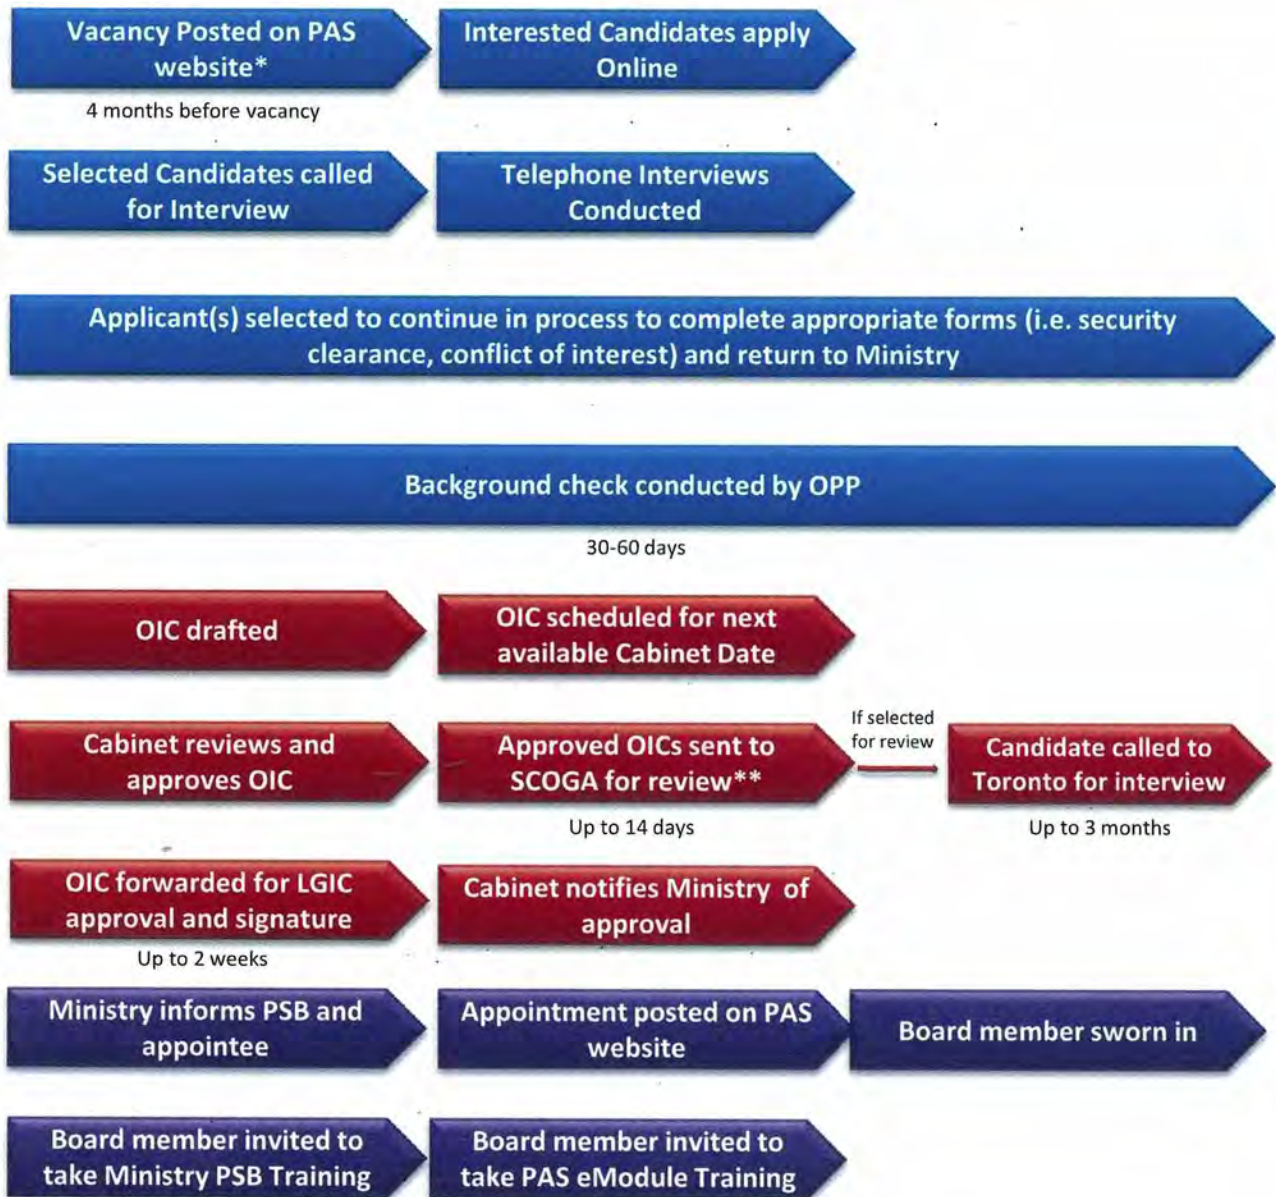 Vacancy Posted on PAS
website*
Interested Candidates apply
Online
4 months before vacancy
Selected Candidates called
for Interview
Telephone Interviews
Conducted
Applicant(s) selected to continue in process to complete appropriate forms (i.e. security
clearance, conflict of interest) and return to Ministry
Background check conducted by OPP
30-60 days
OIC drafted
OIC scheduled for next
available Cabinet Date
Cabinet reviews and
approves OIC
Approved OICs sent to
SCOGA for review**
If selected
for review
Candidate called to
Toronto for interview
Up to 14 days
Up to 3 months
OIC forwarded for LGIC
approval and signature
Cabinet notifies Ministry of
approval
Up to 2 weeks
Ministry informs PSB and
appointee
Appointment posted on PAS
website
Board member sworn in
Board member invited to
take Ministry PSB Training
Board member invited to
take PAS eModule Training